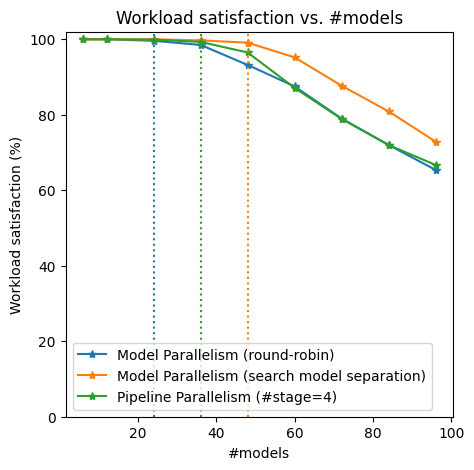 Workload satisfaction vs. #models
100
80
60
40
20
0
Workload satisfaction (%)
Model Parallelism (round-robin)
Model Parallelism (search model separation)
Pipeline Parallelism (#stage=4)
20 40 60 80 100
#models